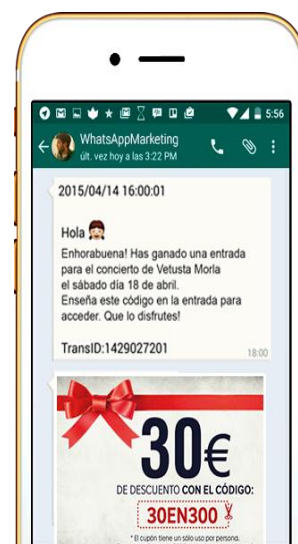 5:56
WhatsAppMarketing
últ. vez hoy a las 3:22 PM
2015/04/14 16:00:01
Hola
Enhorabuena! Has ganado una entrada
para el concierto de Vetusta Morla
el sábado día 18 de abril.
Enseña este código en la entrada para
acceder. Que lo disfrutes!
TransID:1429027201
18:00
30€
DE DESCUENTO CON EL CÓDIGO:
30EN300
* El cupón tiene un sólo uso por persona.